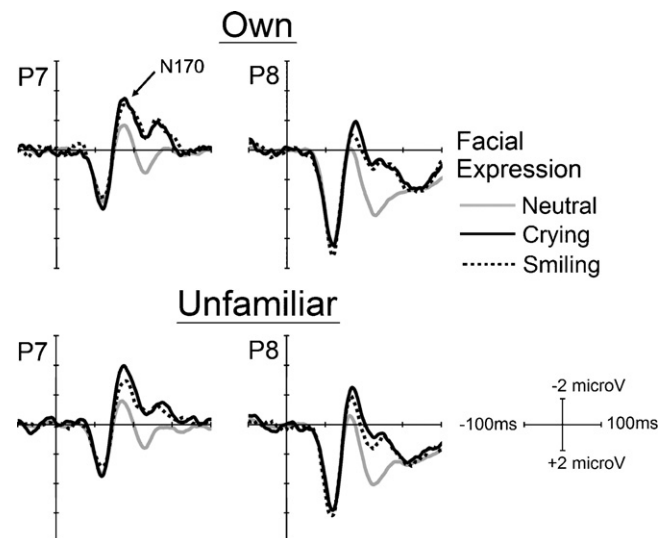 Own
P7
N170
P8
Facial
Expression
Neutral
Crying
Smiling
Unfamiliar
P7
P8
-2 microV
-100ms
100ms
+2 microV